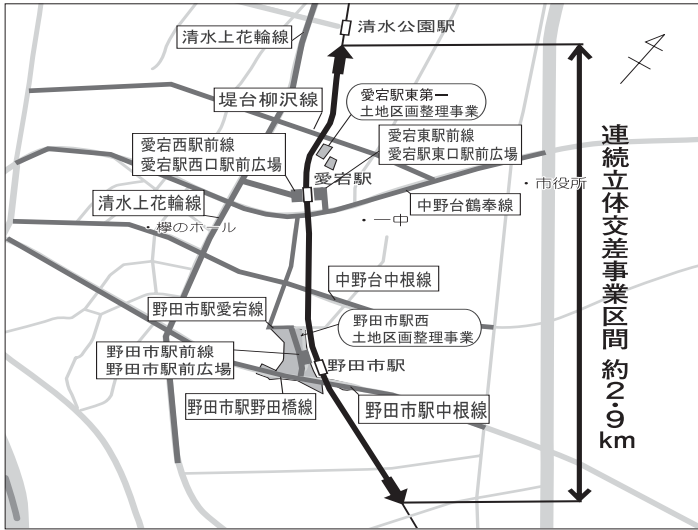 清水公園駅
清水上花輪線
堤台柳沢線
愛宕駅東第一
土地区画整理事業
愛宕西駅前線
愛宕駅西口駅前広場
愛宕東駅前線
愛宕駅東口駅前広場
愛宕駅
・市役所
清水上花輪線
・欅のホール
・一中
中野台鶴奉線
連続立体交差事業区間 約2・9km
中野台中根線
野田市駅愛宕線
野田市駅西
土地区画整理事業
野田市駅前線
野田市駅前広場
野田市駅
野田市駅野田橋線
野田市駅中根線